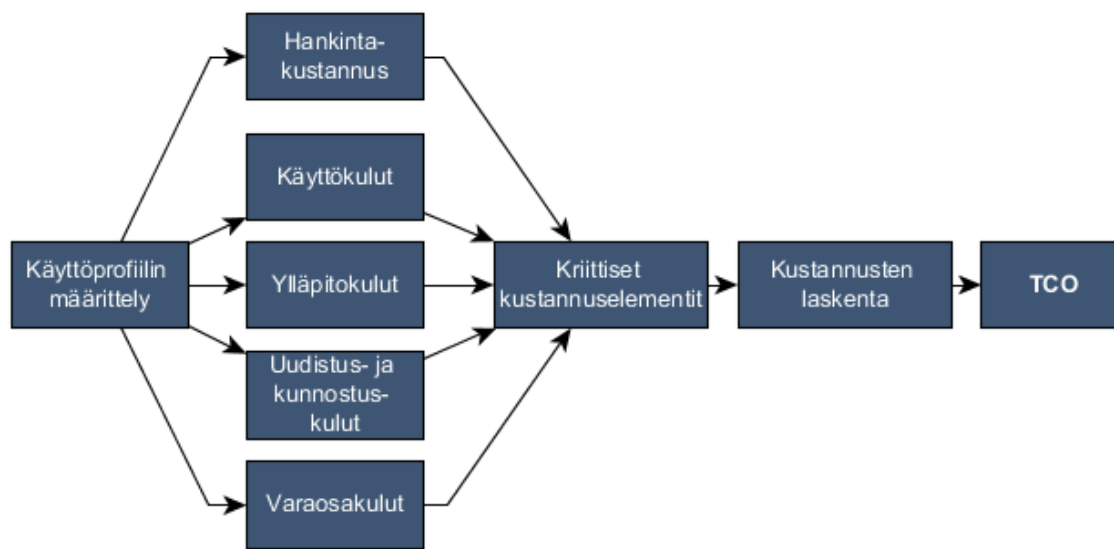 Hankinta-
kustannus
Käyttökulut
Käyttöprofiilin
määrittely
Ylläpitokulut
Uudistus- ja
kunnostus-
kulut
Varaosakulut
Kriittiset
kustannuselementit
Kustannusten
laskenta
TCO